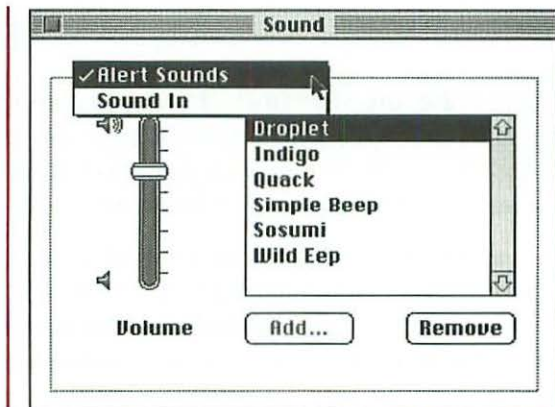 Sound
✓Alert Sounds
Sound In
Droplet
Indigo
Quack
Simple Beep
Sosumi
Wild Eep
Volume
Add...
Remove